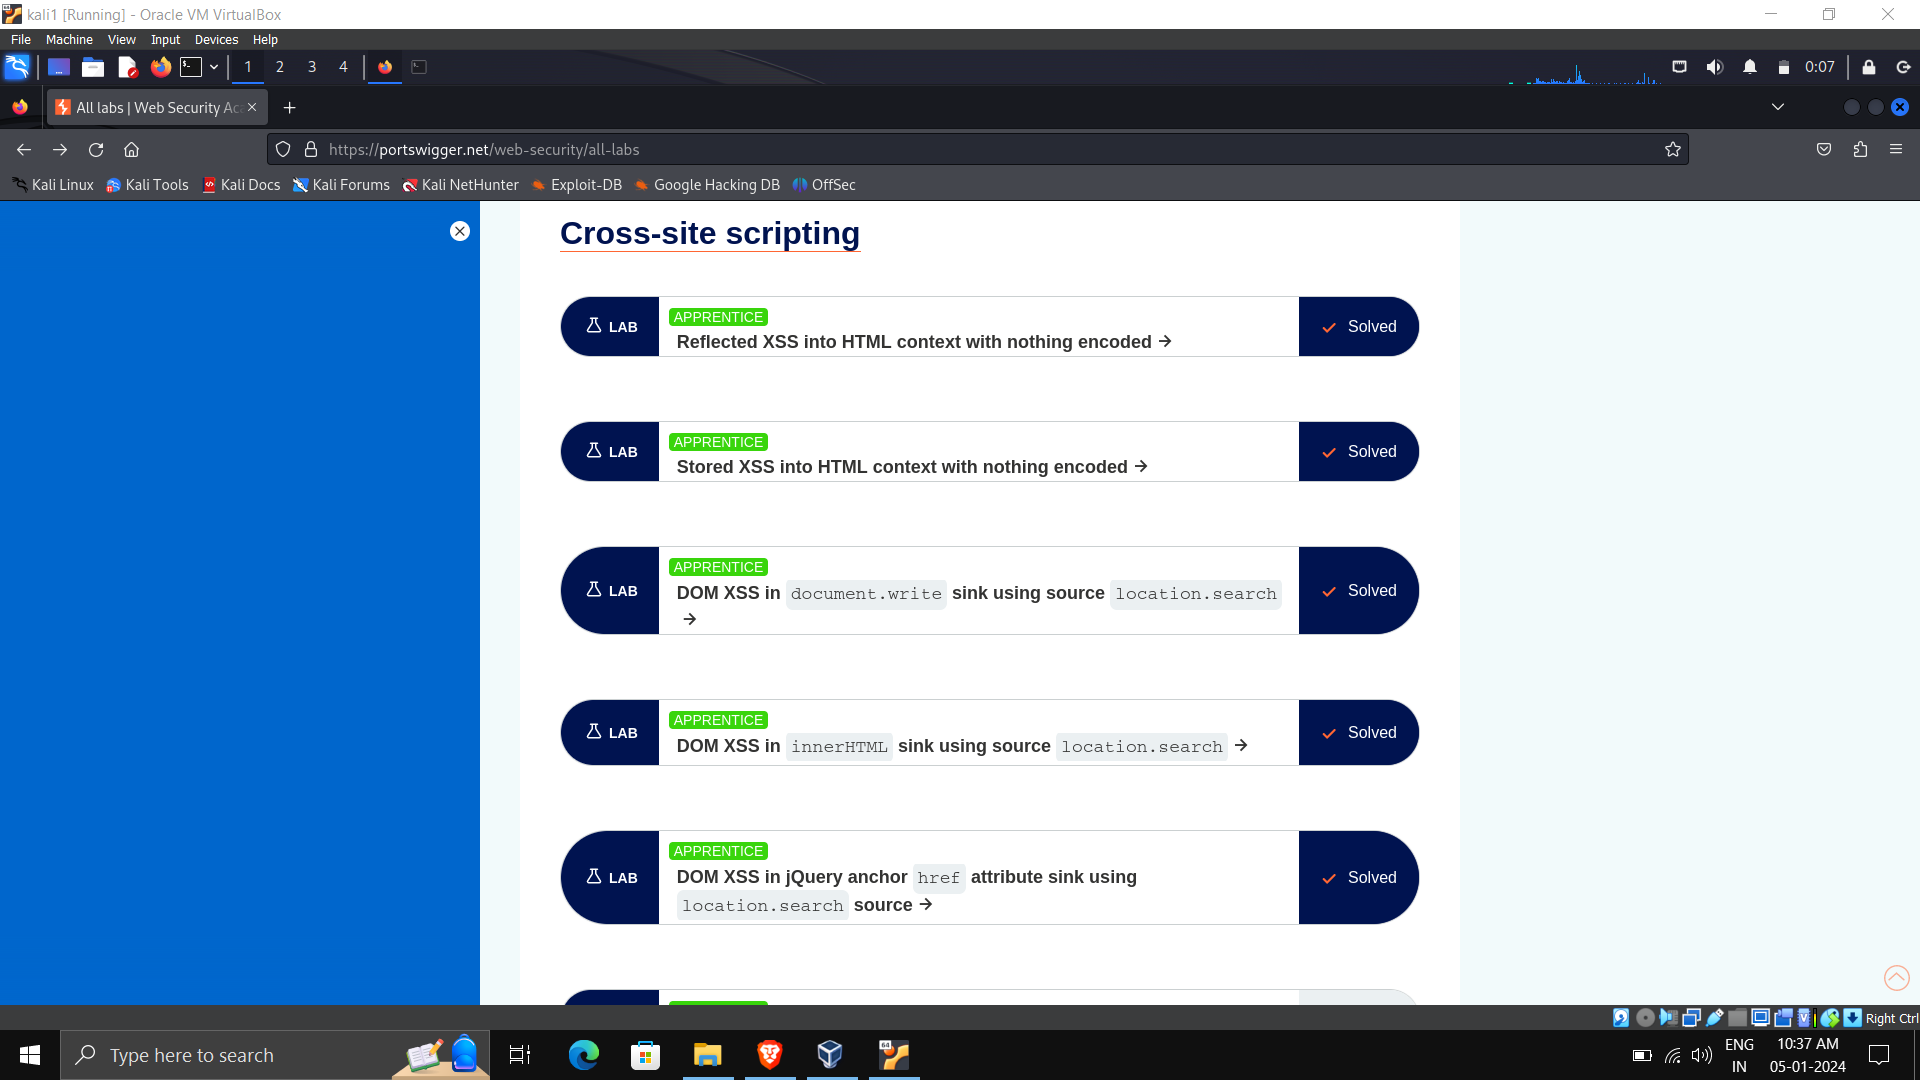 kali1 [Running] - Oracle VM VirtualBox
File Machine View Input Devices Help
1 2 3 4
0:07
All labs | Web Security Aca
https://portswigger.net/web-security/all-labs
Kali Linux Kali Tools Kali Docs Kali Forums Kali NetHunter Exploit-DB Google Hacking DB OffSec
Cross-site scripting
LAB
APPRENTICE
Reflected XSS into HTML context with nothing encoded →
Solved
LAB
APPRENTICE
Stored XSS into HTML context with nothing encoded →
Solved
LAB
APPRENTICE
DOM XSS in document.write sink using source location.search
→
Solved
LAB
APPRENTICE
DOM XSS in innerHTML sink using source location.search →
Solved
LAB
APPRENTICE
DOM XSS in jQuery anchor href attribute sink using
location.search source →
Solved
Right Ctrl
Type here to search
64
ENG
IN
10:37 AM
05-01-2024